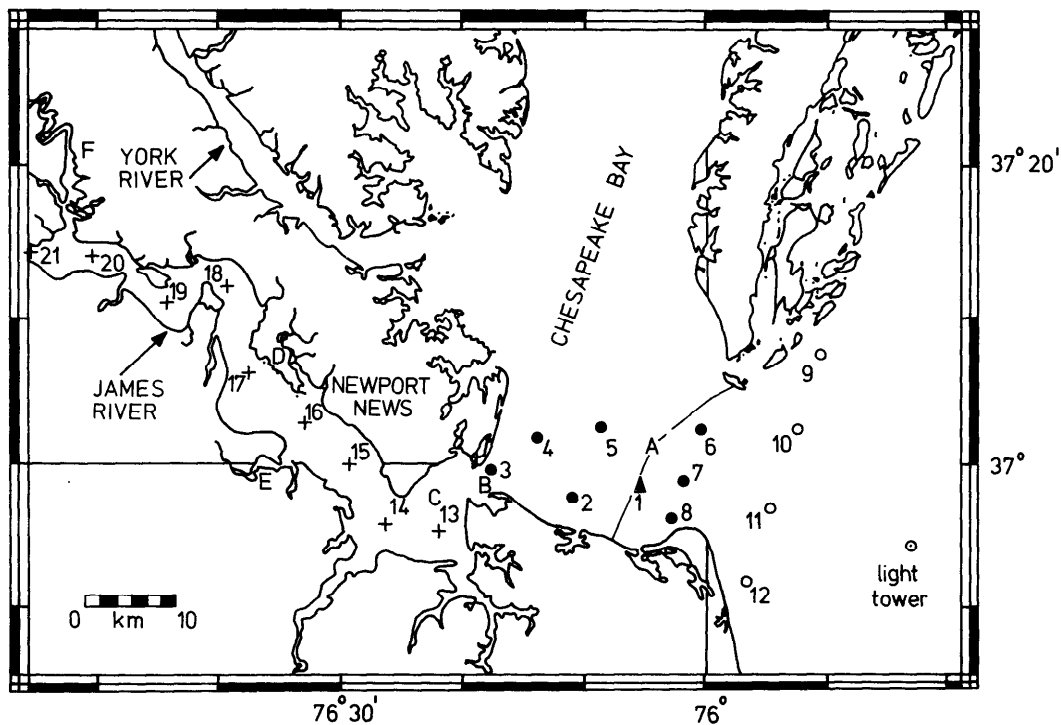 F
YORK
RIVER
CHESAPEAKE BAY
37° 20'
21
20
19
18
9
JAMES
RIVER
17
D
NEWPORT
NEWS
16
15
4
5
A
6
10
37°
E
3
B
7
14
C
13
2
1
8
11
12
light
tower
0 km 10
76° 30'
76°